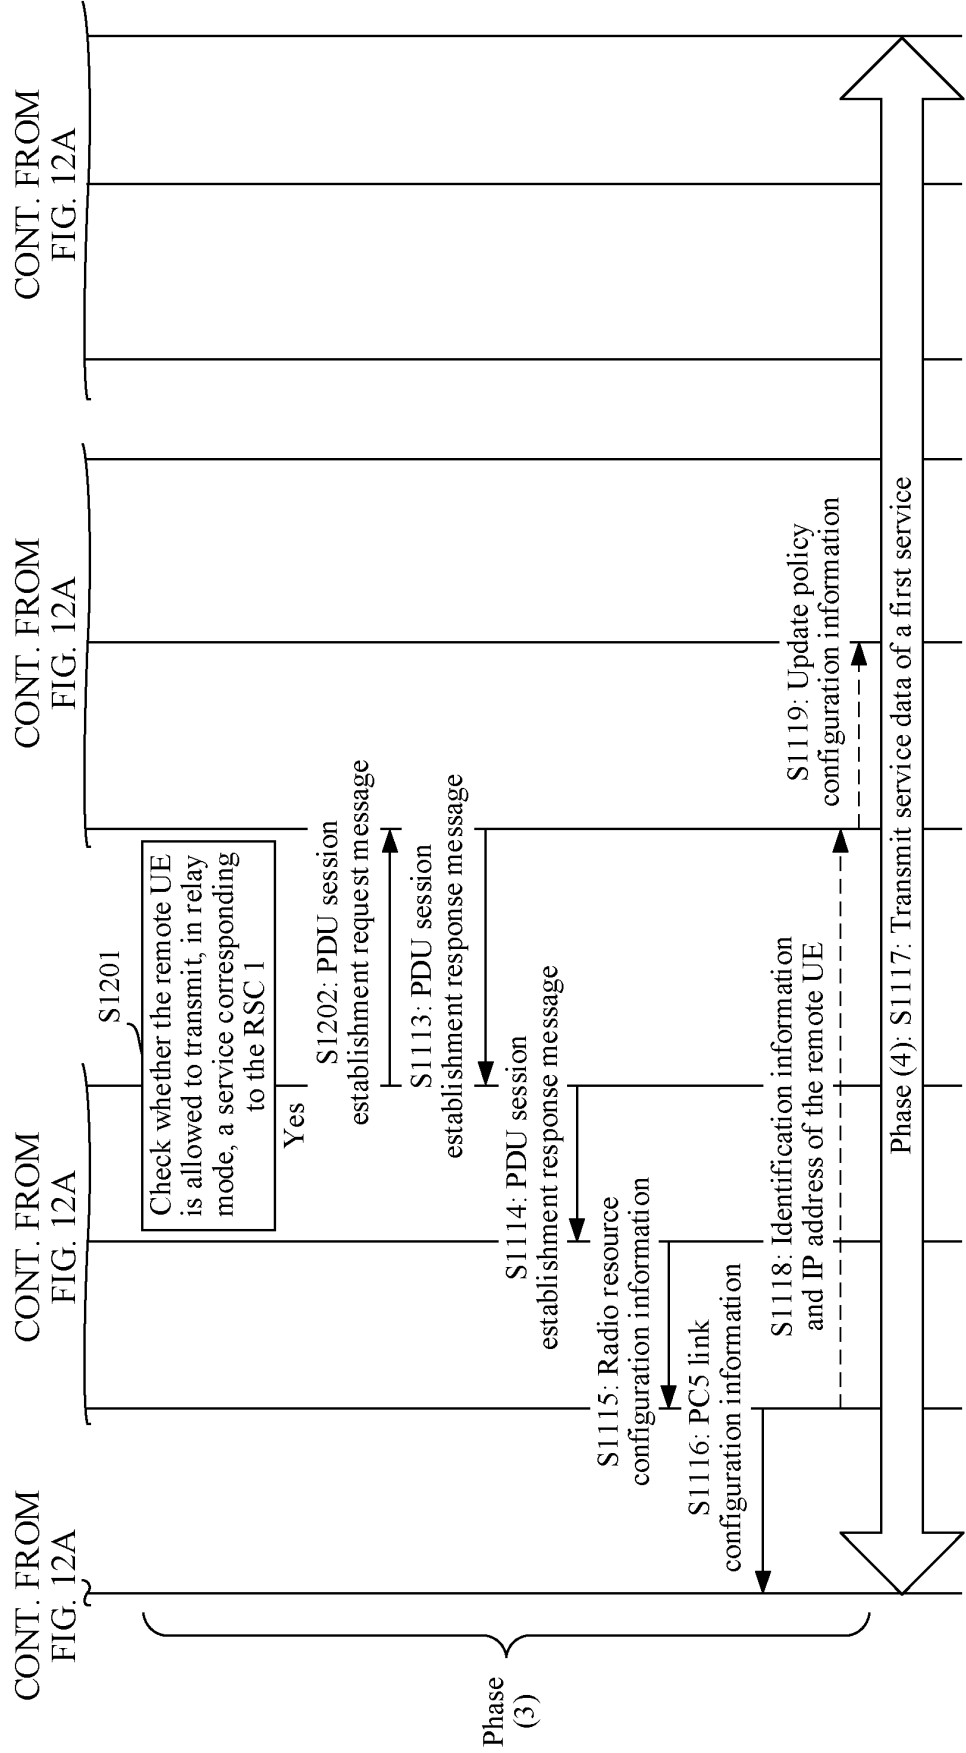 CONT. FROM
FIG. 12A
CONT. FROM
FIG. 12A
CONT. FROM
FIG. 12A
CONT. FROM
FIG. 12A
S1201
Check whether the remote UE
is allowed to transmit, in relay
mode, a service corresponding
to the RSC 1
Yes
S1202: PDU session
establishment request message
S1113: PDU session
establishment response message
S1114: PDU session
establishment response message
S1115: Radio resource
configuration information
S1116: PC5 link
configuration information
S1118: Identification information
and IP address of the remote UE
S1119: Update policy
configuration information
Phase
(3)
Phase (4): S1117: Transmit service data of a first service